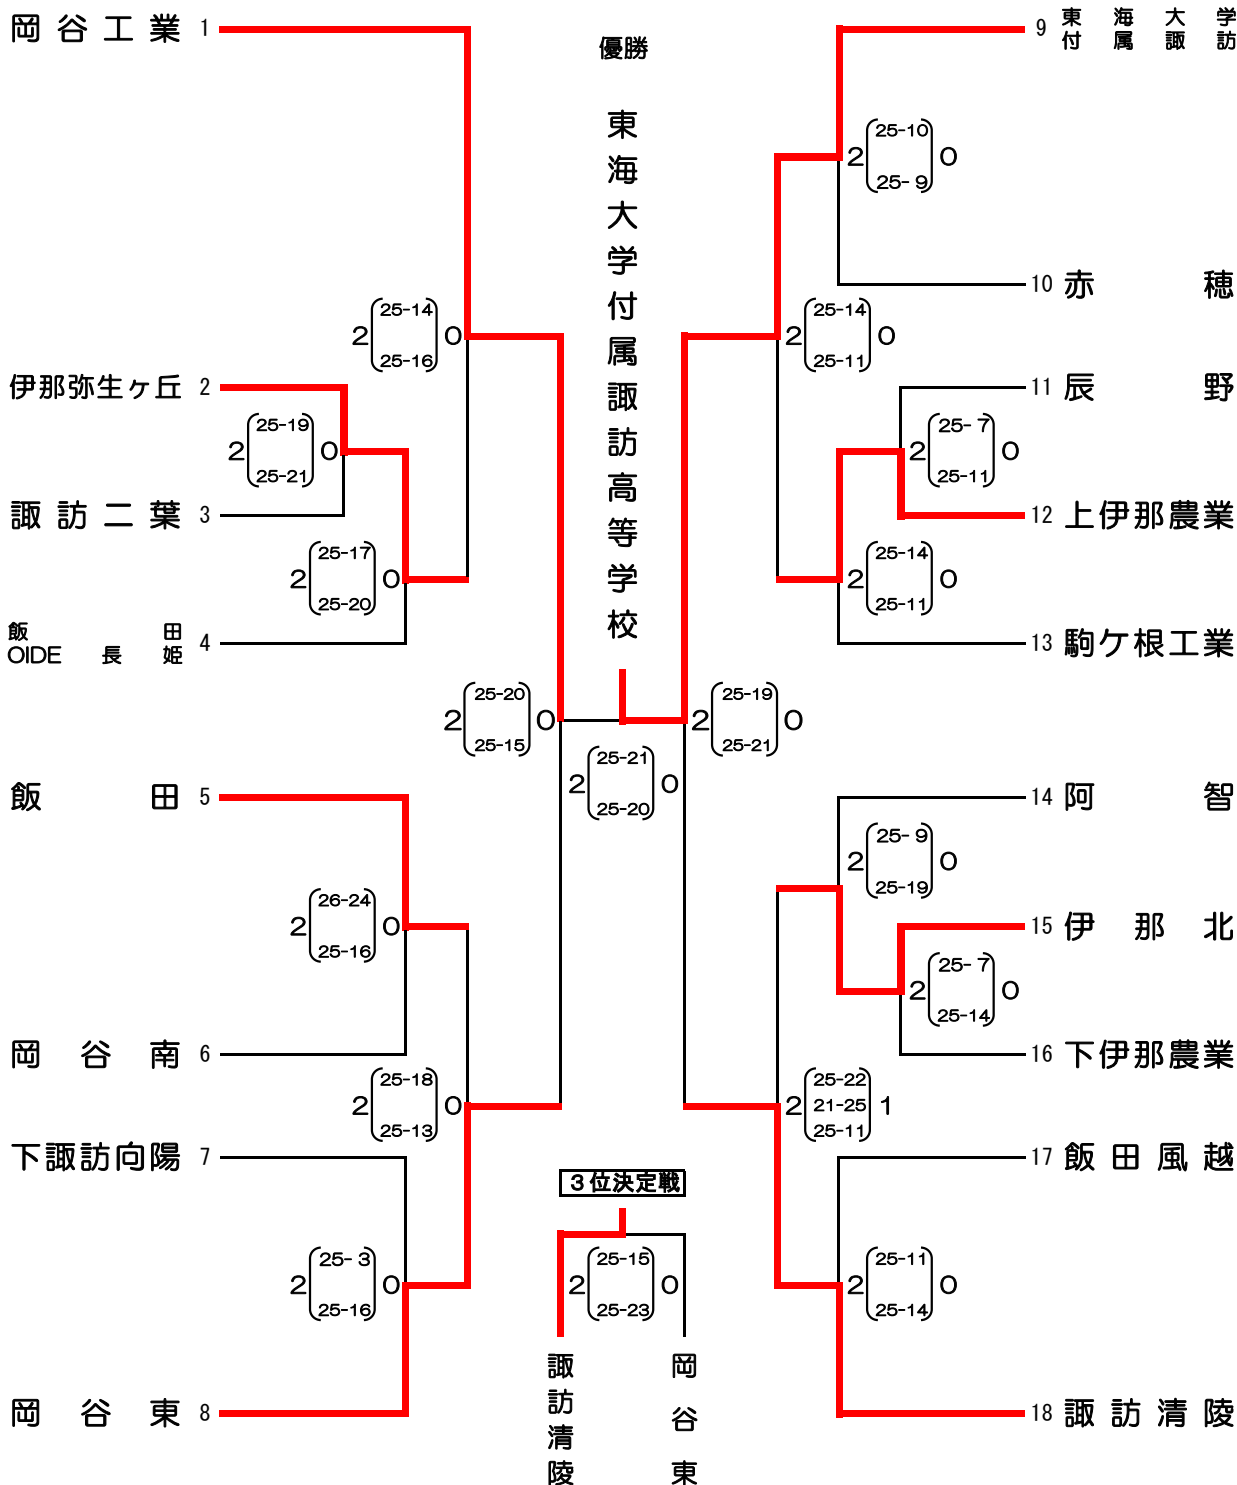 優勝
東海大学付属諏訪高等学校
岡谷工業 1
25-14
2 0
25-16
伊那弥生ヶ丘 2
25-19
2 0
25-21
諏訪二葉 3
25-17
2 0
25-20
飯田
OIDE長姫 4
25-20
2 0
25-15
飯田 5
26-24
2 0
25-16
岡谷南 6
25-18
2 0
25-13
下諏訪向陽 7
25-3
2 0
25-16
岡谷東 8
25-21
2 0
25-20
9 東海大学
付属諏訪
25-10
2 0
25-9
10 赤穂
25-14
2 0
25-11
11 辰野
25-7
2 0
25-11
12 上伊那農業
25-14
2 0
25-11
13 駒ケ根工業
25-19
2 0
25-21
14 阿智
25-9
2 0
25-19
15 伊那北
25-7
2 0
25-14
16 下伊那農業
25-22
2 21-25 1
25-11
17 飯田風越
25-11
2 0
25-14
18 諏訪清陵
3位決定戦
25-15
2 0
25-23
諏訪清陵
岡谷東